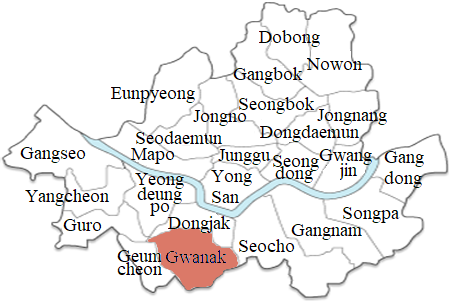 Dobong
Nowon
Gangbok
Eunpyeong
Seongbok
Jongno
Jongnang
Dongdaemun
Seodaemun
Gangseo
Mapo
Junggu
Seong
dong
Gwang
jin
Gang
dong
Yangcheon
Yeong
deung
po
Yong
San
Songpa
Guro
Dongjak
Gangnam
Seocho
Geum
cheon
Gwanak